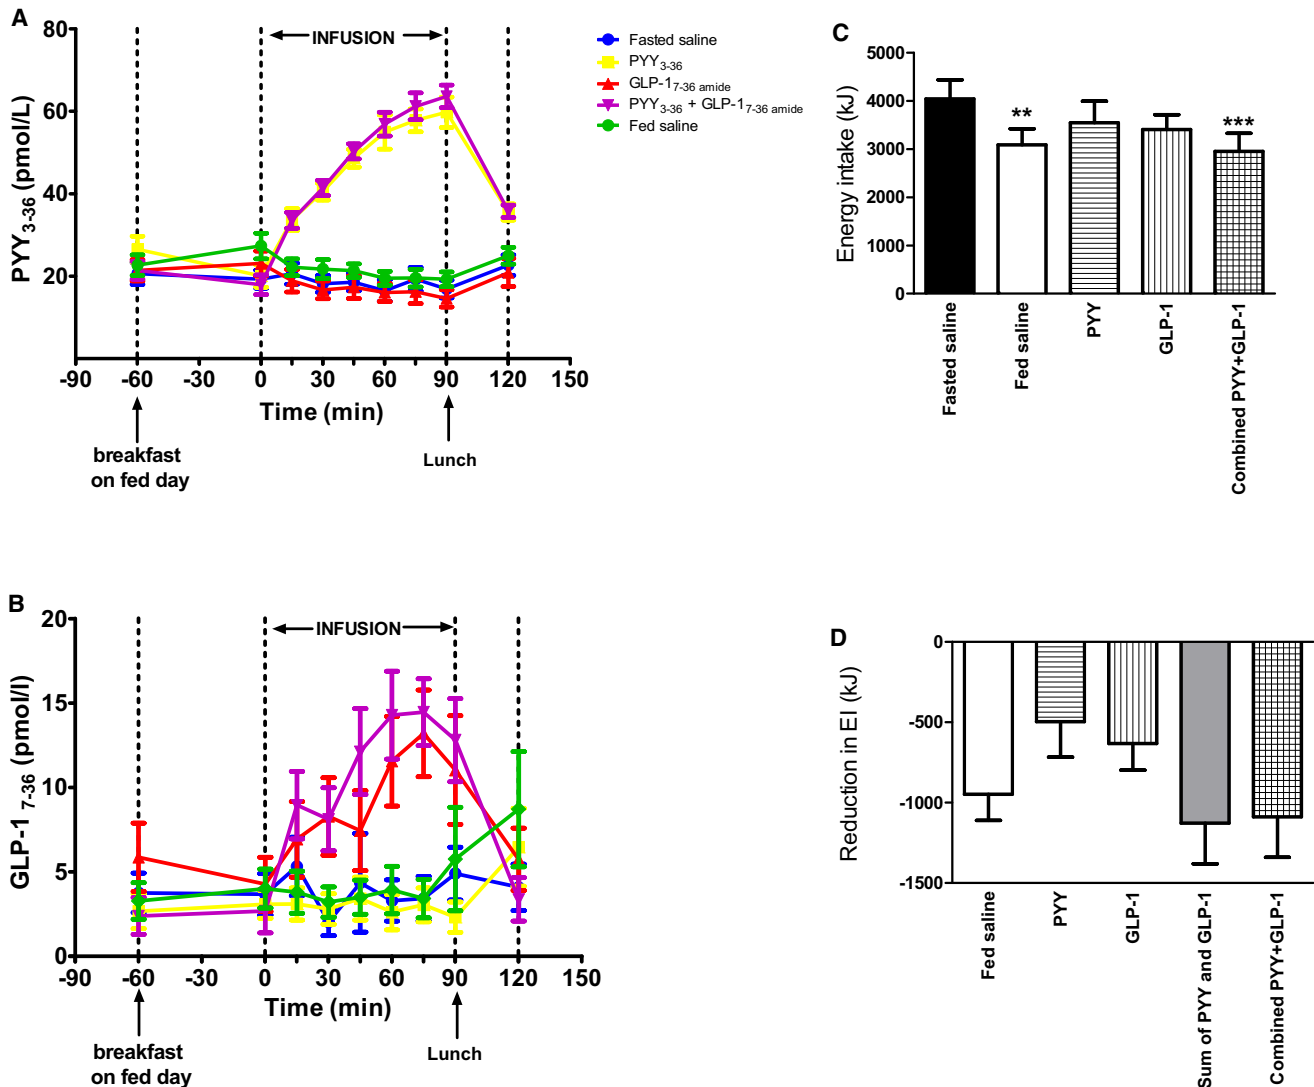 A
80
60
40
20
PYY3-36 (pmol/L)
INFUSION
-90 -60 -30 0 30 60 90 120 150
Time (min)
breakfast
on fed day
Lunch
Fasted saline
PYY3-36
GLP-17-36 amide
PYY3-36 + GLP-17-36 amide
Fed saline
C
5000
4000
3000
2000
1000
0
Energy intake (kJ)
**
***
Fasted saline
Fed saline
PYY
GLP-1
Combined PYY+GLP-1
B
20
15
10
5
0
GLP-1 7-36 (pmol/l)
INFUSION
-90 -60 -30 0 30 60 90 120 150
Time (min)
breakfast
on fed day
Lunch
D
0
-500
-1000
-1500
Reduction in EI (kJ)
Fed saline
PYY
GLP-1
Sum of PYY and GLP-1
Combined PYY+GLP-1